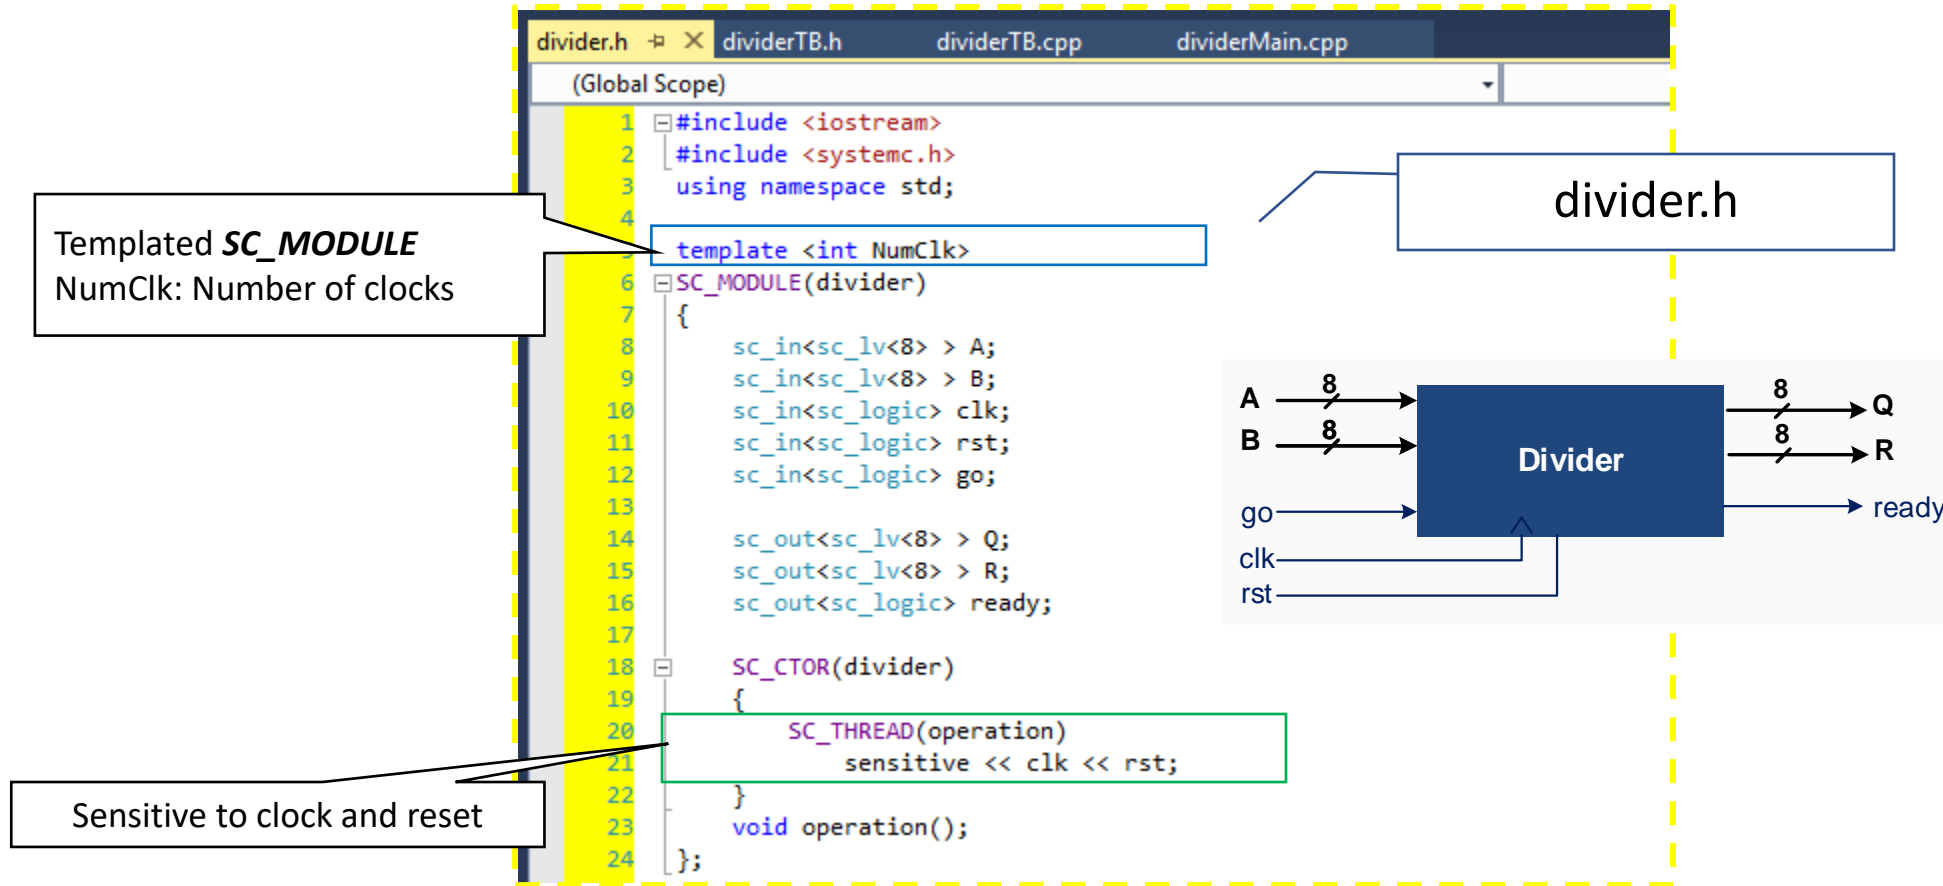 divider.h
dividerTB.h
dividerTB.cpp
dividerMain.cpp
(Global Scope)
1 #include <iostream>
2 #include <systemc.h>
3 using namespace std;
4
5 template <int NumClk>
6 SC_MODULE(divider)
7 {
8 sc_in<sc_lv<8> > A;
9 sc_in<sc_lv<8> > B;
10 sc_in<sc_logic> clk;
11 sc_in<sc_logic> rst;
12 sc_in<sc_logic> go;
13
14 sc_out<sc_lv<8> > Q;
15 sc_out<sc_lv<8> > R;
16 sc_out<sc_logic> ready;
17
18 SC_CTOR(divider)
19 {
20 SC_THREAD(operation)
21 sensitive << clk << rst;
22 }
23 void operation();
24 };
Templated SC_MODULE
NumClk: Number of clocks
Sensitive to clock and reset
divider.h
A 8
B 8
go
clk
rst
Divider
8 Q
8 R
ready